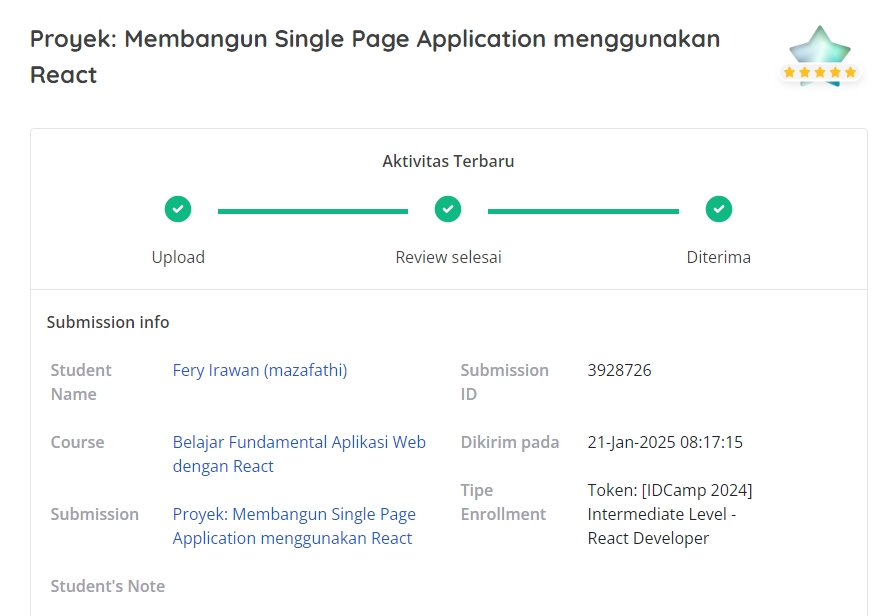 Proyek: Membangun Single Page Application menggunakan
React
Aktivitas Terbaru
Upload
Review selesai
Diterima
Submission info
Student
Name
Fery Irawan (mazafathi)
Submission
ID
3928726
Course
Belajar Fundamental Aplikasi Web
dengan React
Dikirim pada
21-Jan-2025 08:17:15
Submission
Proyek: Membangun Single Page
Application menggunakan React
Tipe
Enrollment
Token: [IDCamp 2024]
Intermediate Level -
React Developer
Student's Note